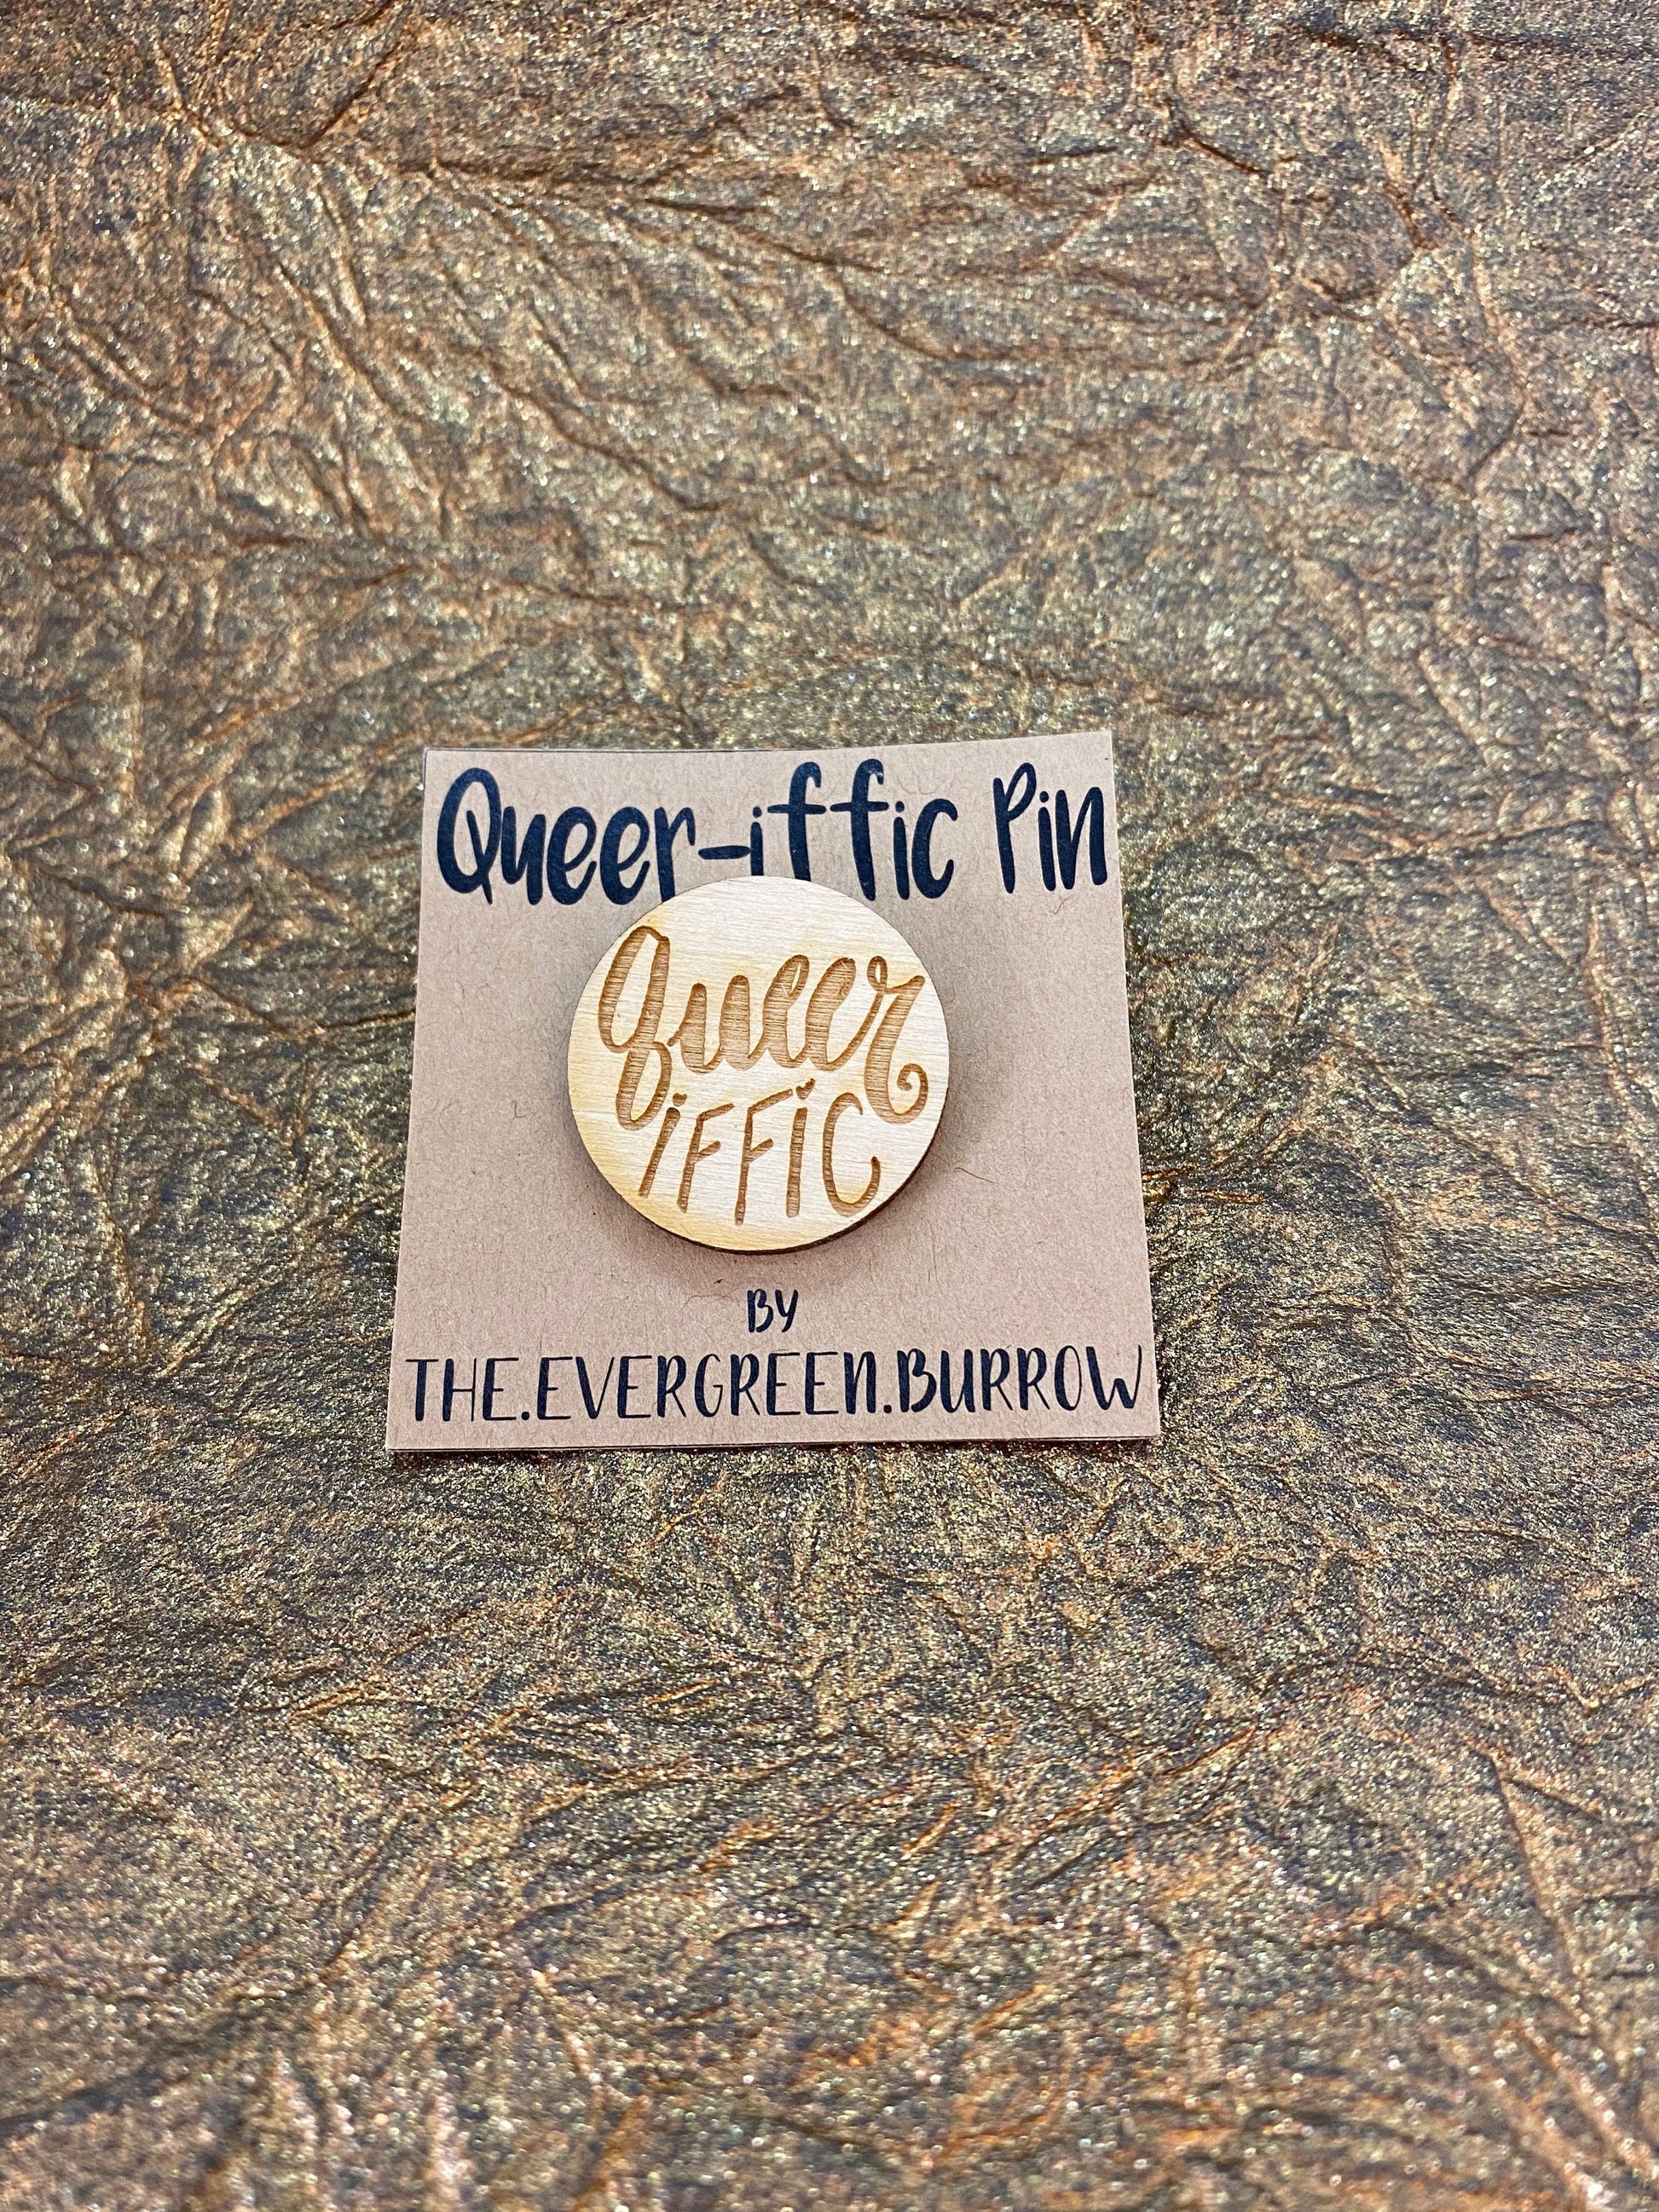 Queer-iffic Pin
queer
iFFiC
BY
THE.EVERGREEN.BURROW